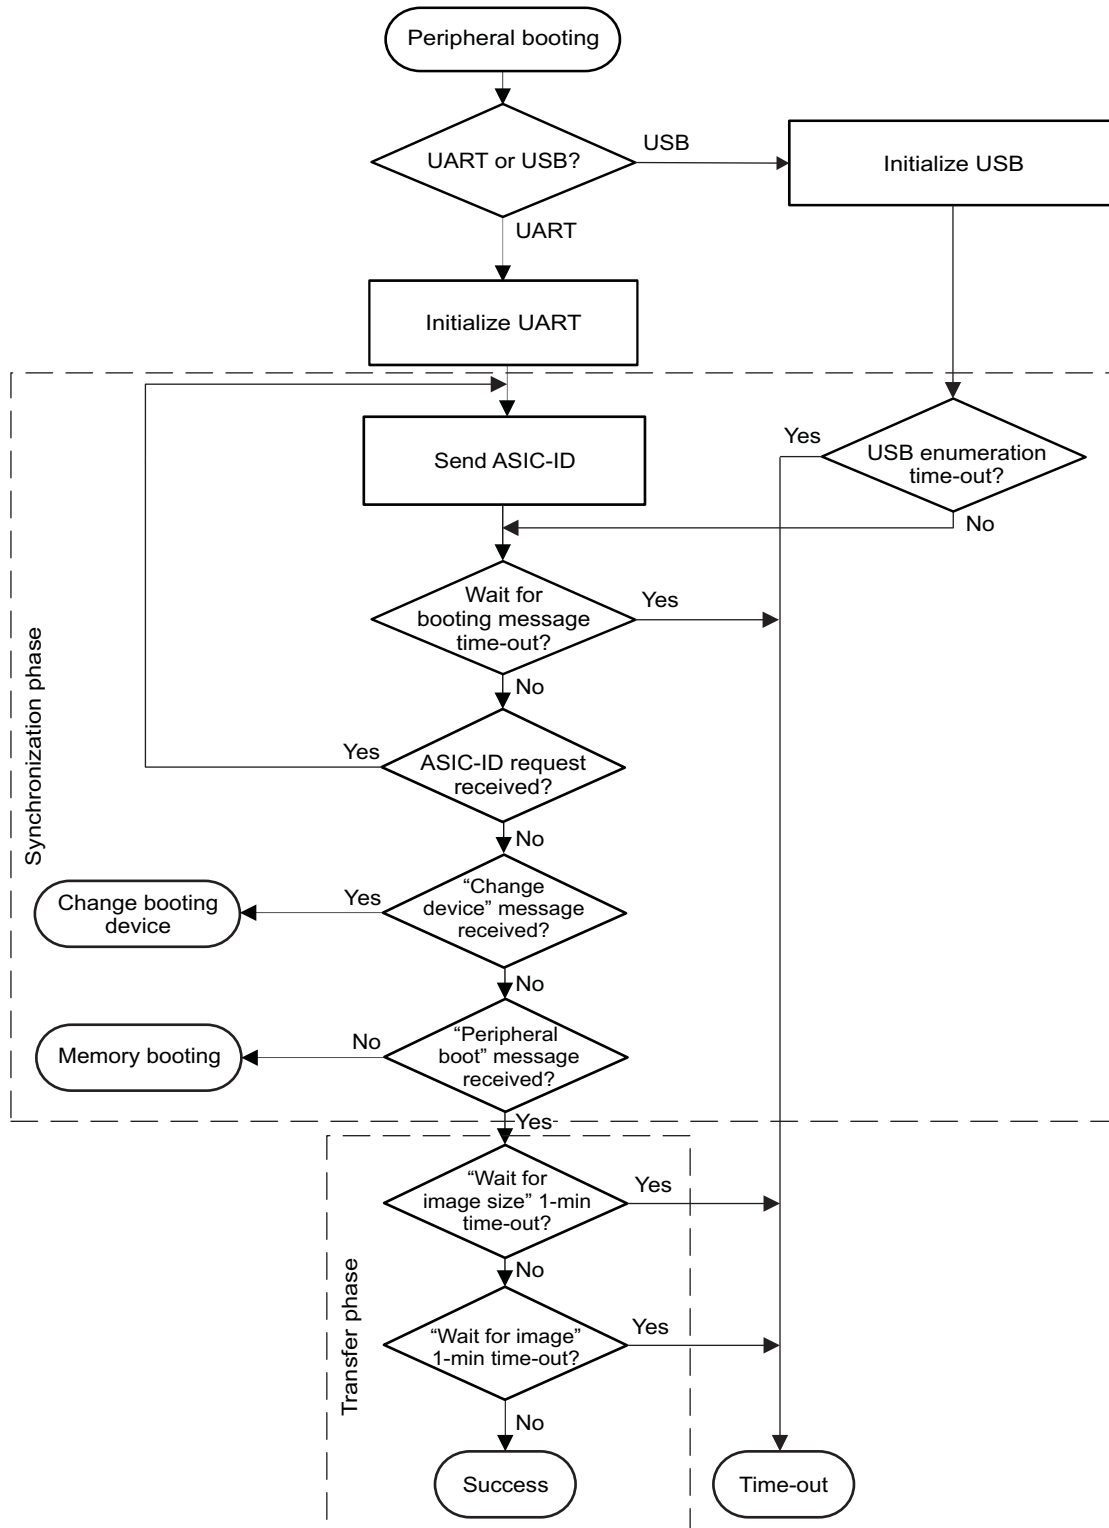 Peripheral booting
UART or USB?
USB
Initialize USB
UART
Initialize UART
Send ASIC-ID
Yes
USB enumeration
time-out?
No
Wait for
booting message
time-out?
Yes
No
Synchronization phase
Yes
ASIC-ID request
received?
No
Change booting
device
Yes
“Change
device” message
received?
No
Memory booting
No
“Peripheral
boot” message
received?
Yes
“Wait for
image size” 1-min
time-out?
Yes
No
Transfer phase
“Wait for image”
1-min time-out?
Yes
No
Success
Time-out